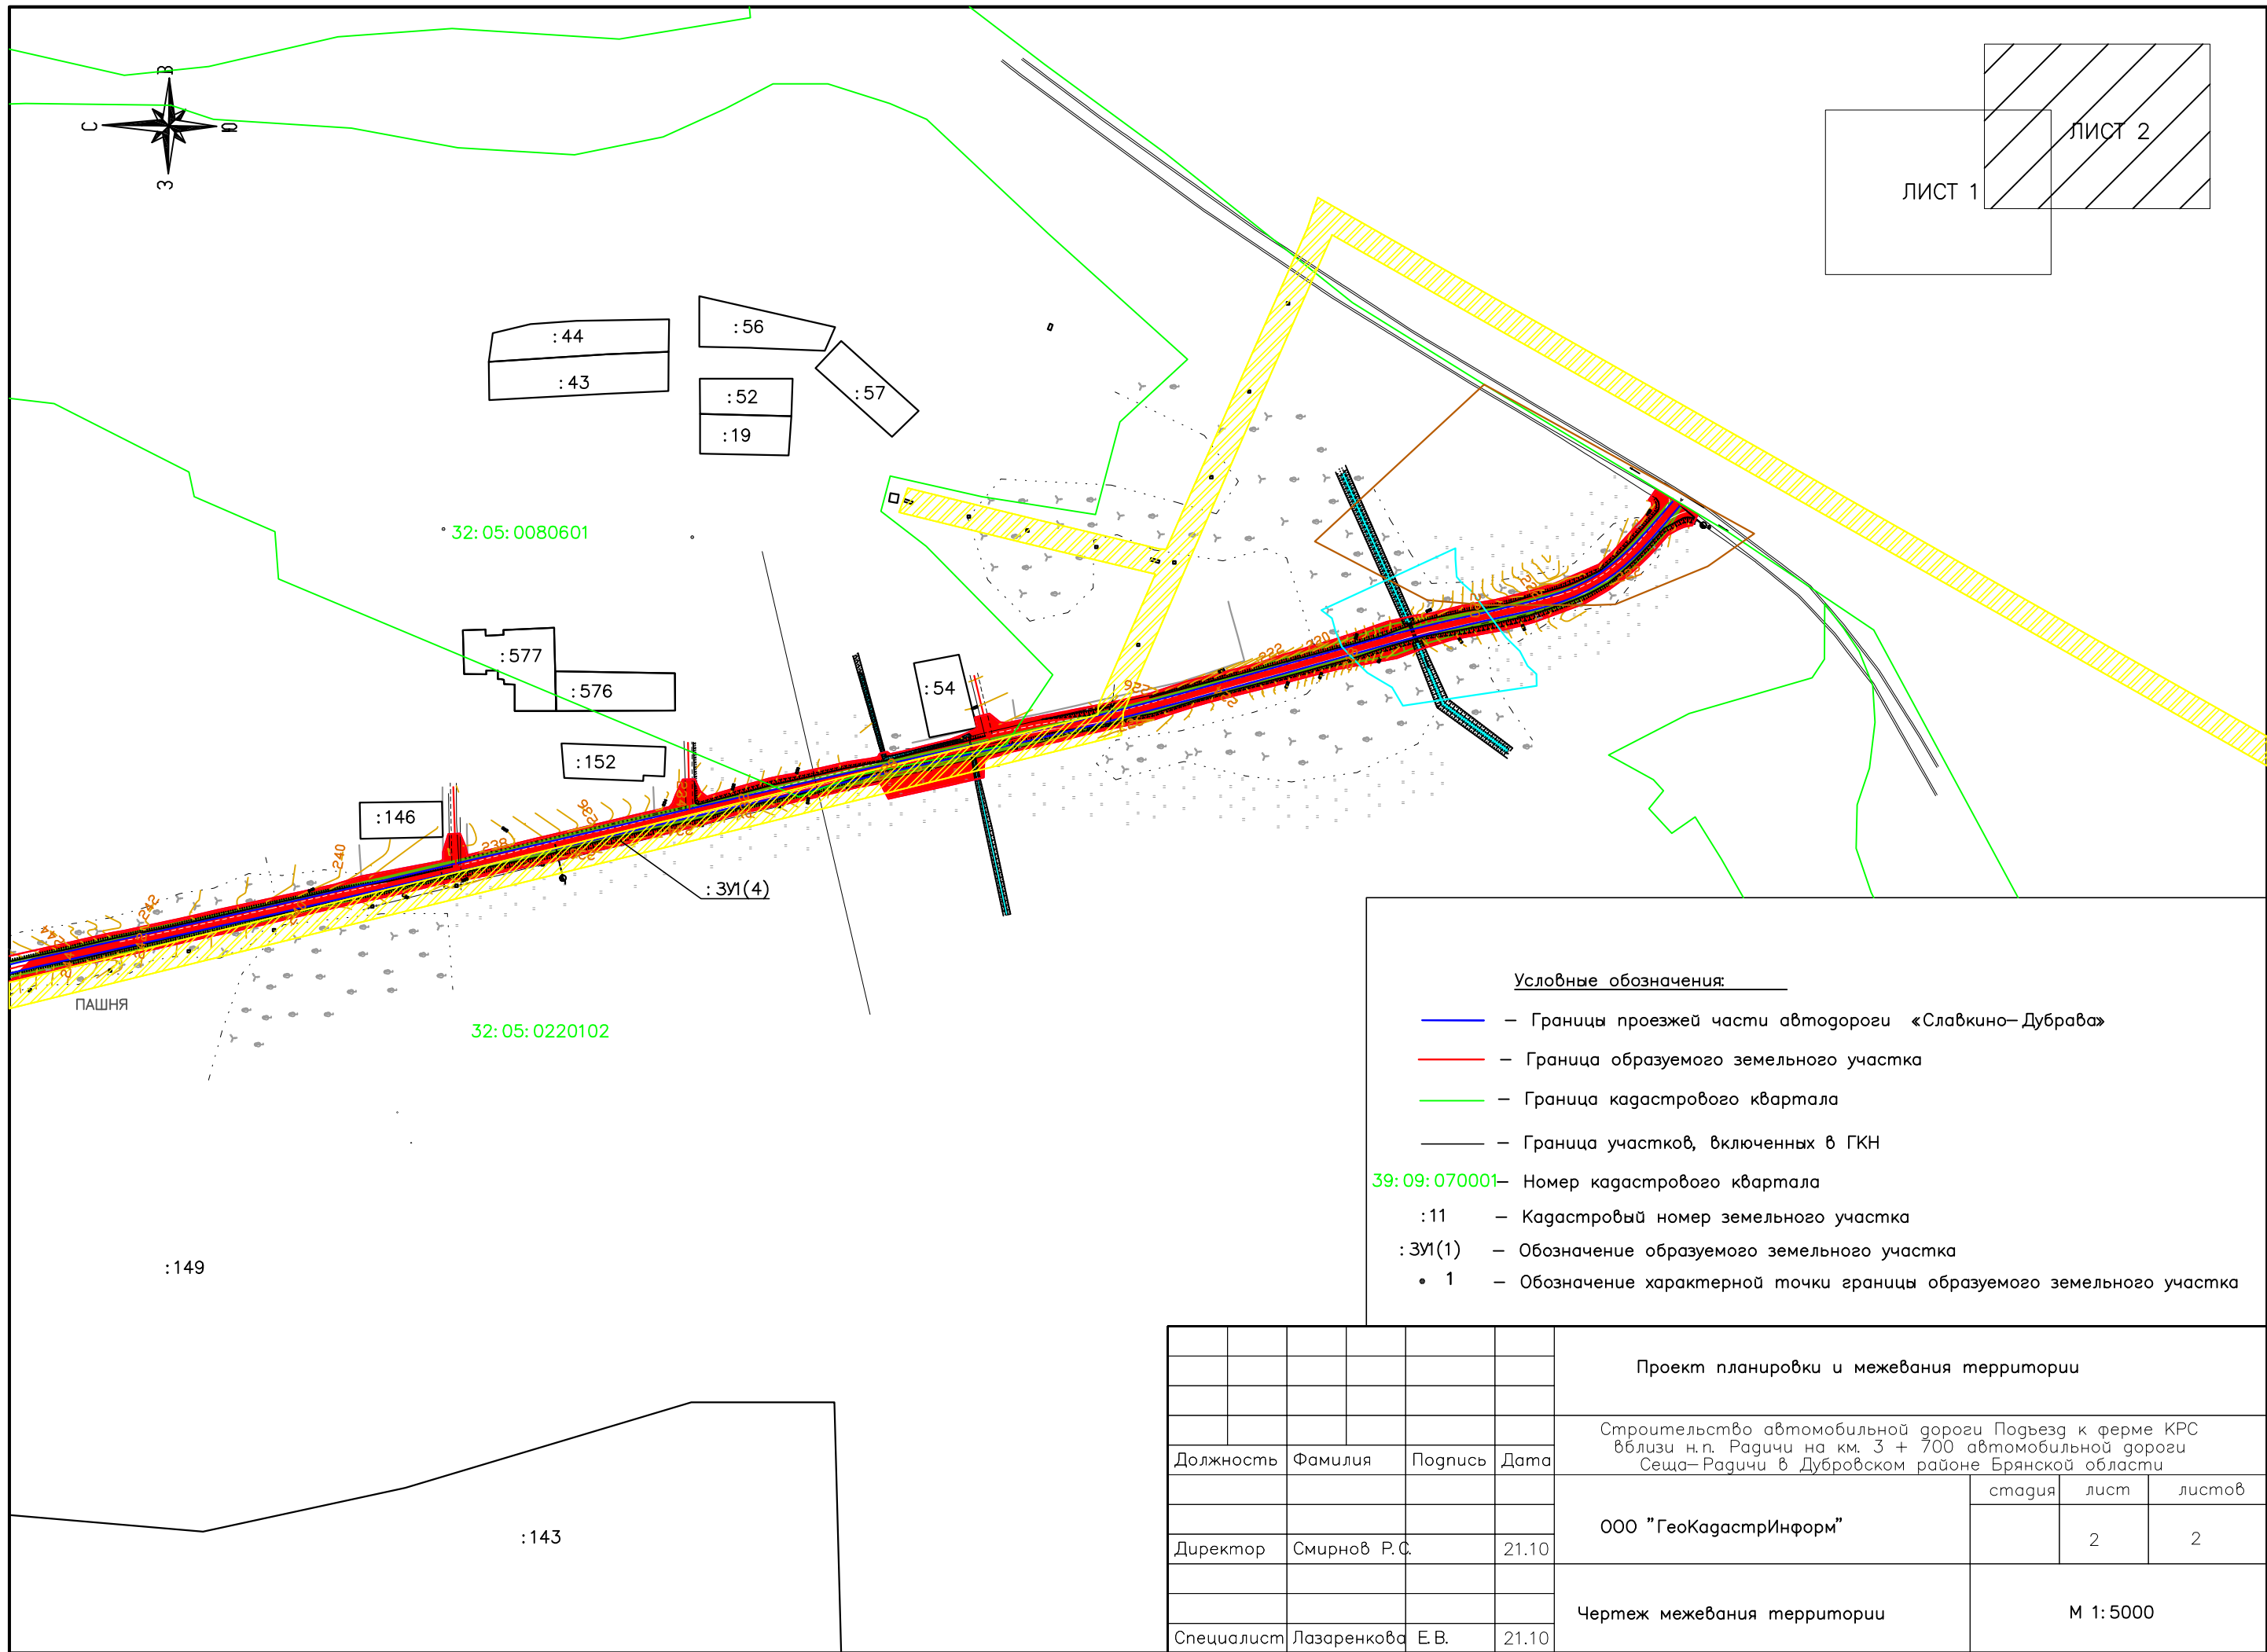 В
С
Ю
З
ЛИСТ 2
ЛИСТ 1
:44
:56
:43
:52
:57
:19
32:05:0080601
:577
:576
:54
:152
:146
226
222
220
238
240
242
:ЗУ1(4)
ПАШНЯ
32:05:0220102
:149
:143
Условные обозначения:
— Границы проезжей части автодороги «Славкино—Дубрава»
— Граница образуемого земельного участка
— Граница кадастрового квартала
— Граница участков, включенных в ГКН
39:09:070001— Номер кадастрового квартала
:11 — Кадастровый номер земельного участка
:ЗУ1(1) — Обозначение образуемого земельного участка
1 — Обозначение характерной точки границы образуемого земельного участка
Проект планировки и межевания территории
Строительство автомобильной дороги Подъезд к ферме КРС
вблизи н.п. Радичи на км. 3 + 700 автомобильной дороги
Сеща—Радичи в Дубровском районе Брянской области
Должность Фамилия Подпись Дата
стадия лист листов
ООО "ГеоКадастрИнформ"
2 2
Директор Смирнов Р.С. 21.10
Чертеж межевания территории
М 1:5000
Специалист Лазаренкова Е.В. 21.10